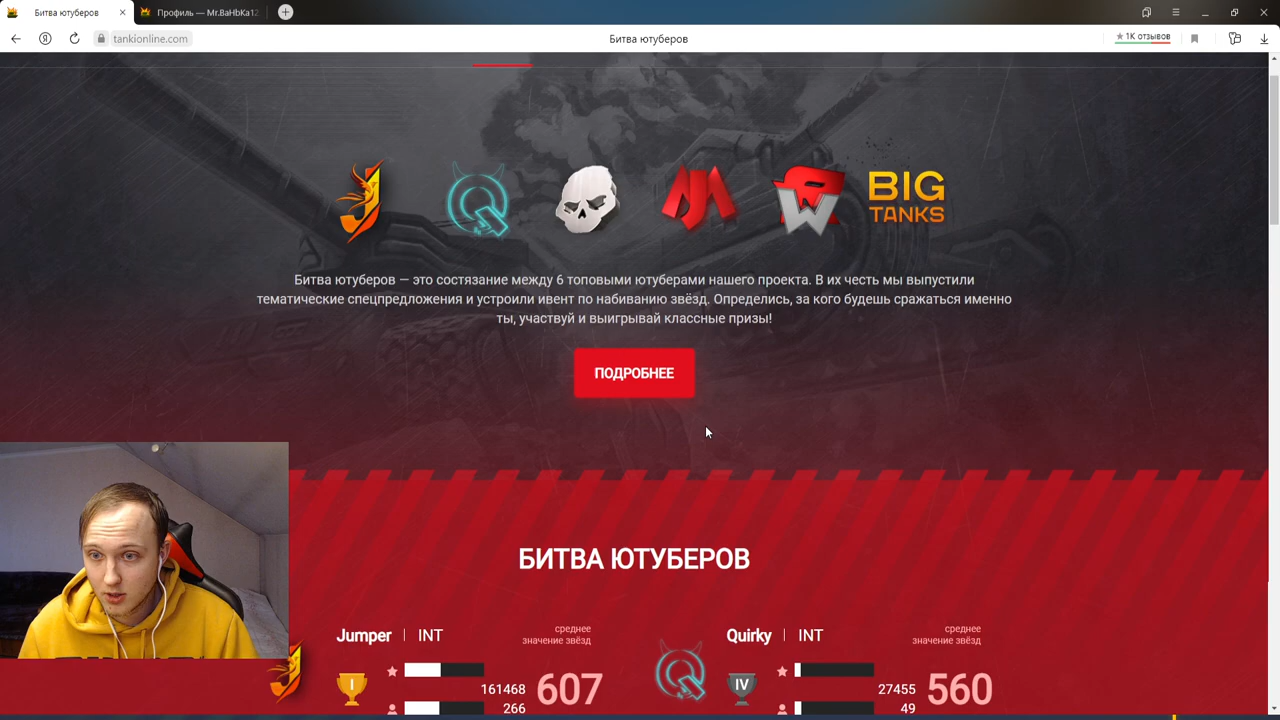 Битва ютуберов
Профиль — Mr.BaHbKa12
tankionline.com
Битва ютуберов
1К отзывов
BIG
TANKS
Битва ютуберов — это состязание между 6 топовыми ютуберами нашего проекта. В их честь мы выпустили
тематические спецпредложения и устроили ивент по набиванию звёзд. Определись, за кого будешь сражаться именно
ты, участвуй и выигрывай классные призы!
ПОДРОБНЕЕ
БИТВА ЮТУБЕРОВ
Jumper | INT
среднее
значение звёзд
I
161468
607
266
Quirky | INT
среднее
значение звёзд
IV
27455
560
49